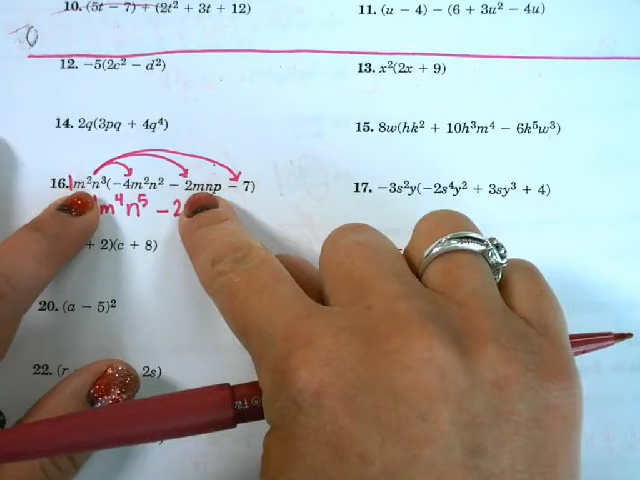 10. (5t − 7) + (2t² + 3t + 12)
11. (u − 4) − (6 + 3u² − 4u)
12. −5(2c² − d²)
13. x²(2x + 9)
14. 2q(3pq + 4q⁴)
15. 8w(hk² + 10h³m⁴ − 6k⁵w³)
16. 1m²n³(−4m²n² − 2mnp − 7)
m⁴n⁵ − 2
17. −3s²y(−2s⁴y² + 3sy³ + 4)
+ 2)(c + 8)
20. (a − 5)²
22. (r 2s)